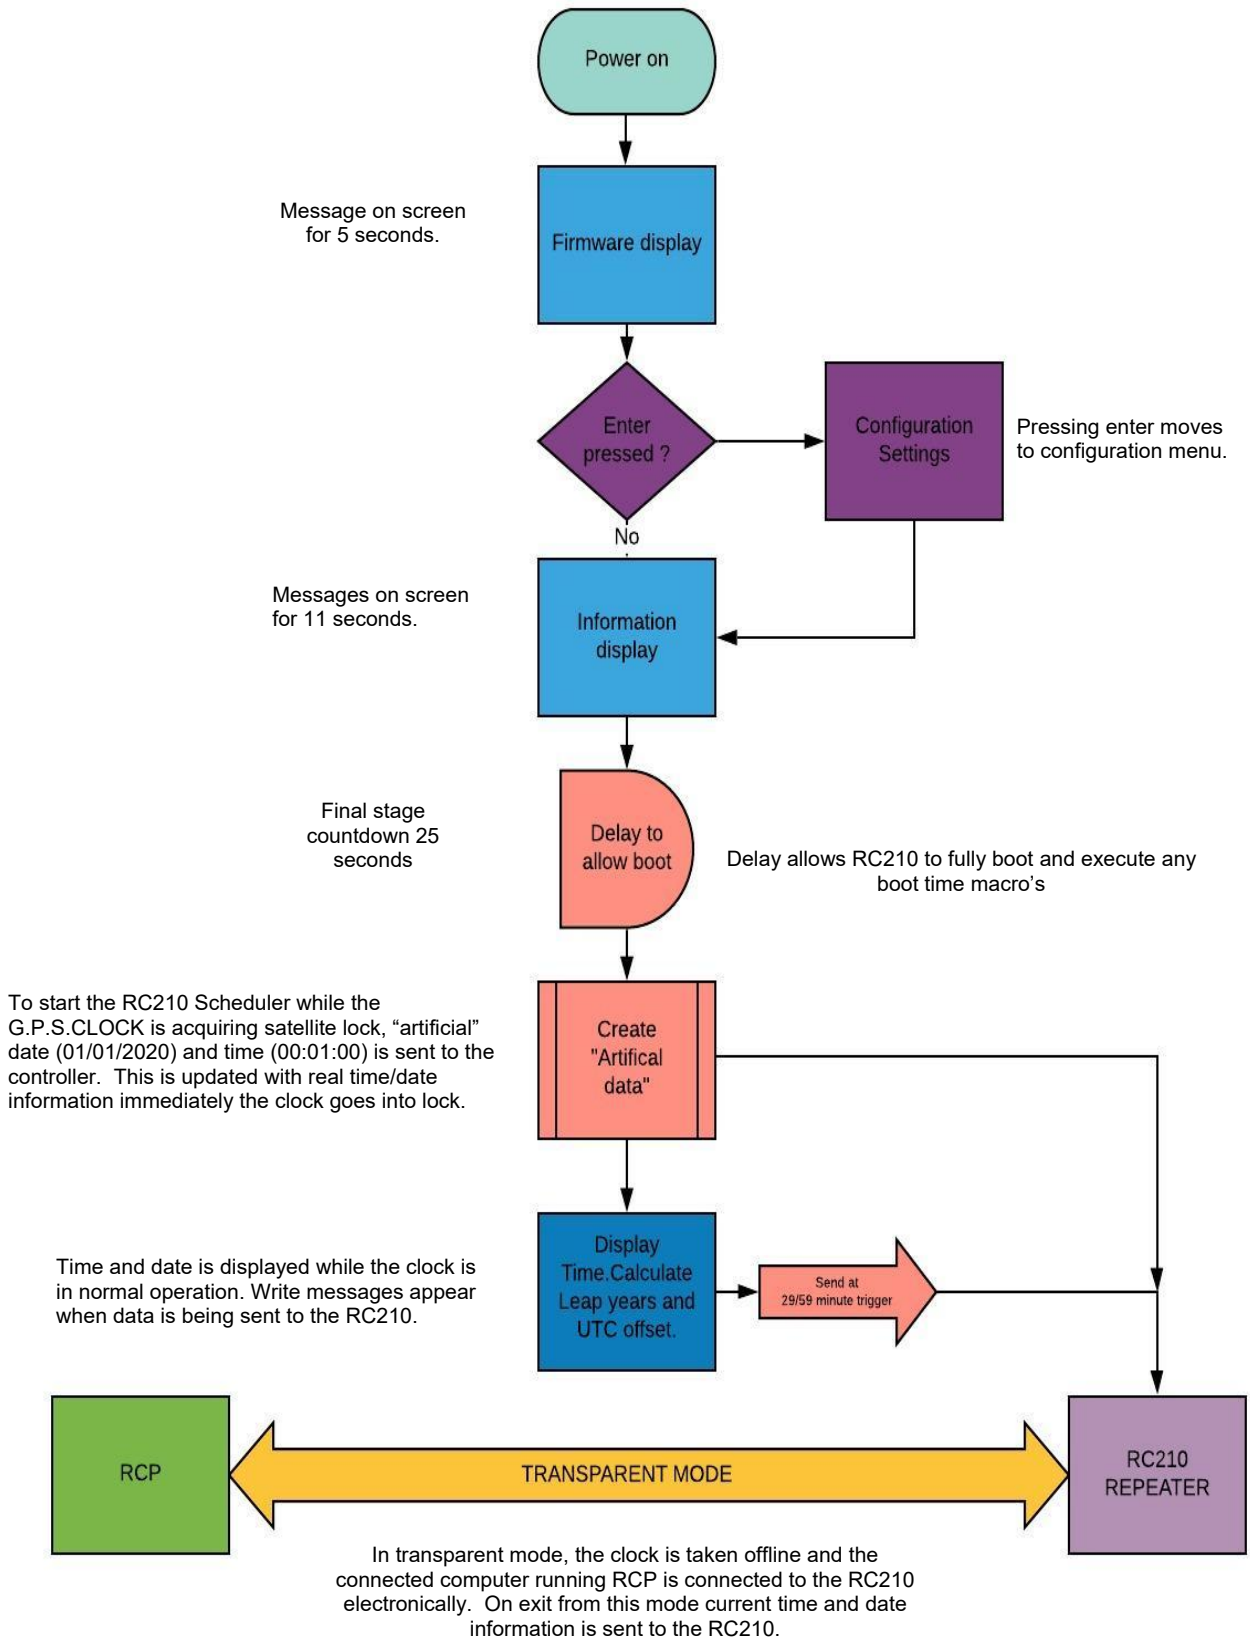 Power on
Message on screen
for 5 seconds.
Firmware display
Enter
pressed ?
Configuration
Settings
Pressing enter moves
to configuration menu.
No
Messages on screen
for 11 seconds.
Information
display
Final stage
countdown 25
seconds
Delay to
allow boot
Delay allows RC210 to fully boot and execute any
boot time macro’s
To start the RC210 Scheduler while the
G.P.S.CLOCK is acquiring satellite lock, “artificial”
date (01/01/2020) and time (00:01:00) is sent to the
controller.  This is updated with real time/date
information immediately the clock goes into lock.
Create
"Artifical
data"
Time and date is displayed while the clock is
in normal operation. Write messages appear
when data is being sent to the RC210.
Display
Time.Calculate
Leap years and
UTC offset.
Send at
29/59 minute trigger
RCP
TRANSPARENT MODE
RC210
REPEATER
In transparent mode, the clock is taken offline and the
connected computer running RCP is connected to the RC210
electronically.  On exit from this mode current time and date
information is sent to the RC210.